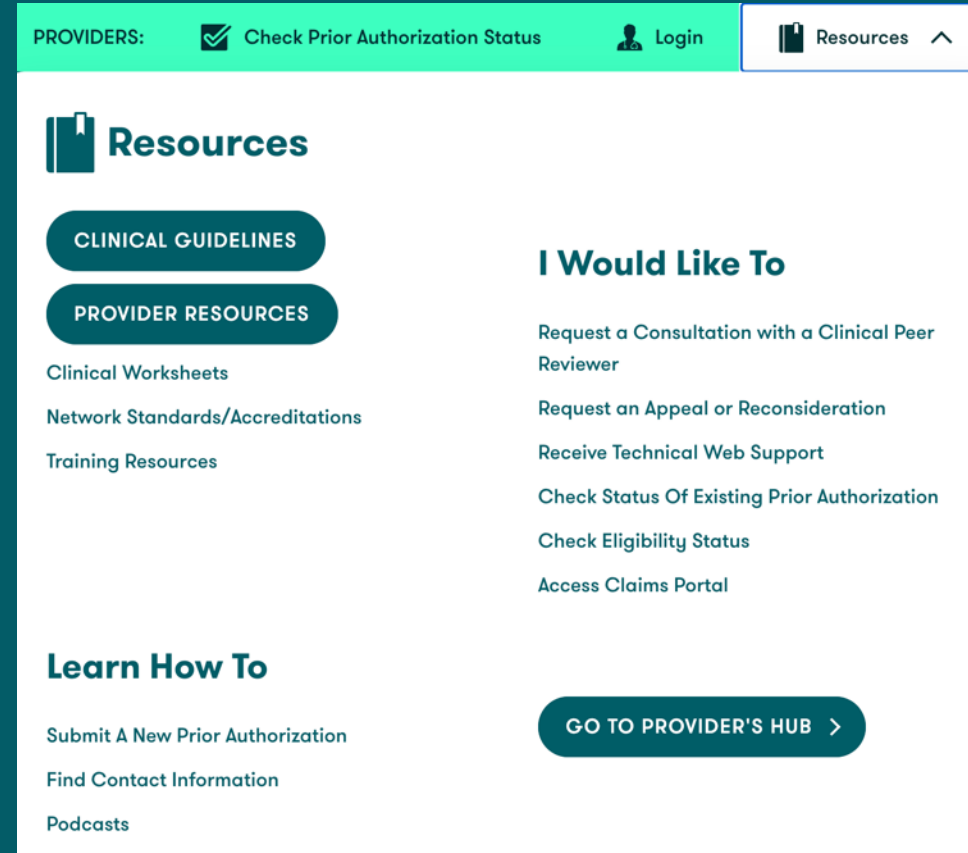 PROVIDERS: Check Prior Authorization Status Login Resources
Resources
CLINICAL GUIDELINES
PROVIDER RESOURCES
Clinical Worksheets
Network Standards/Accreditations
Training Resources
I Would Like To
Request a Consultation with a Clinical Peer
Reviewer
Request an Appeal or Reconsideration
Receive Technical Web Support
Check Status Of Existing Prior Authorization
Check Eligibility Status
Access Claims Portal
Learn How To
Submit A New Prior Authorization
Find Contact Information
Podcasts
GO TO PROVIDER'S HUB